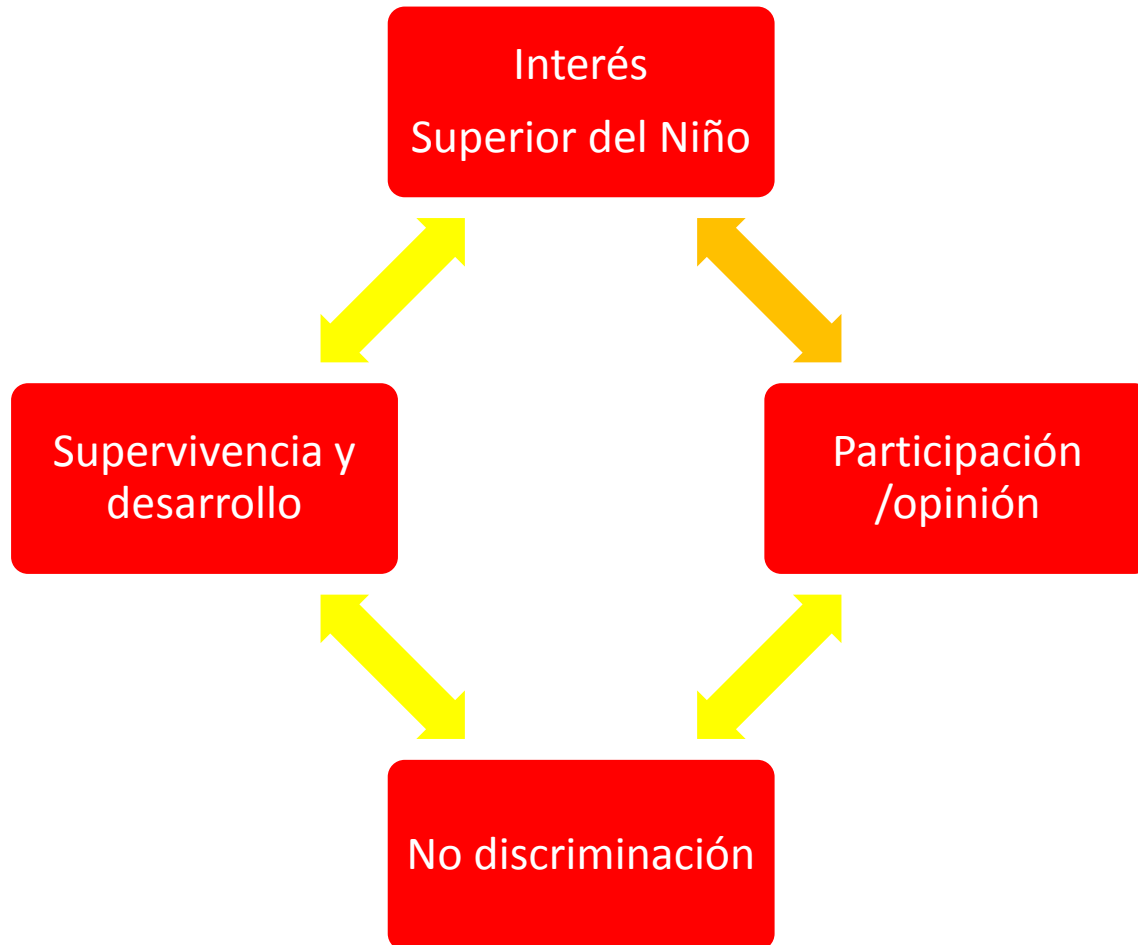 Interés
Superior del Niño
Supervivencia y
desarrollo
Participación
/opinión
No discriminación